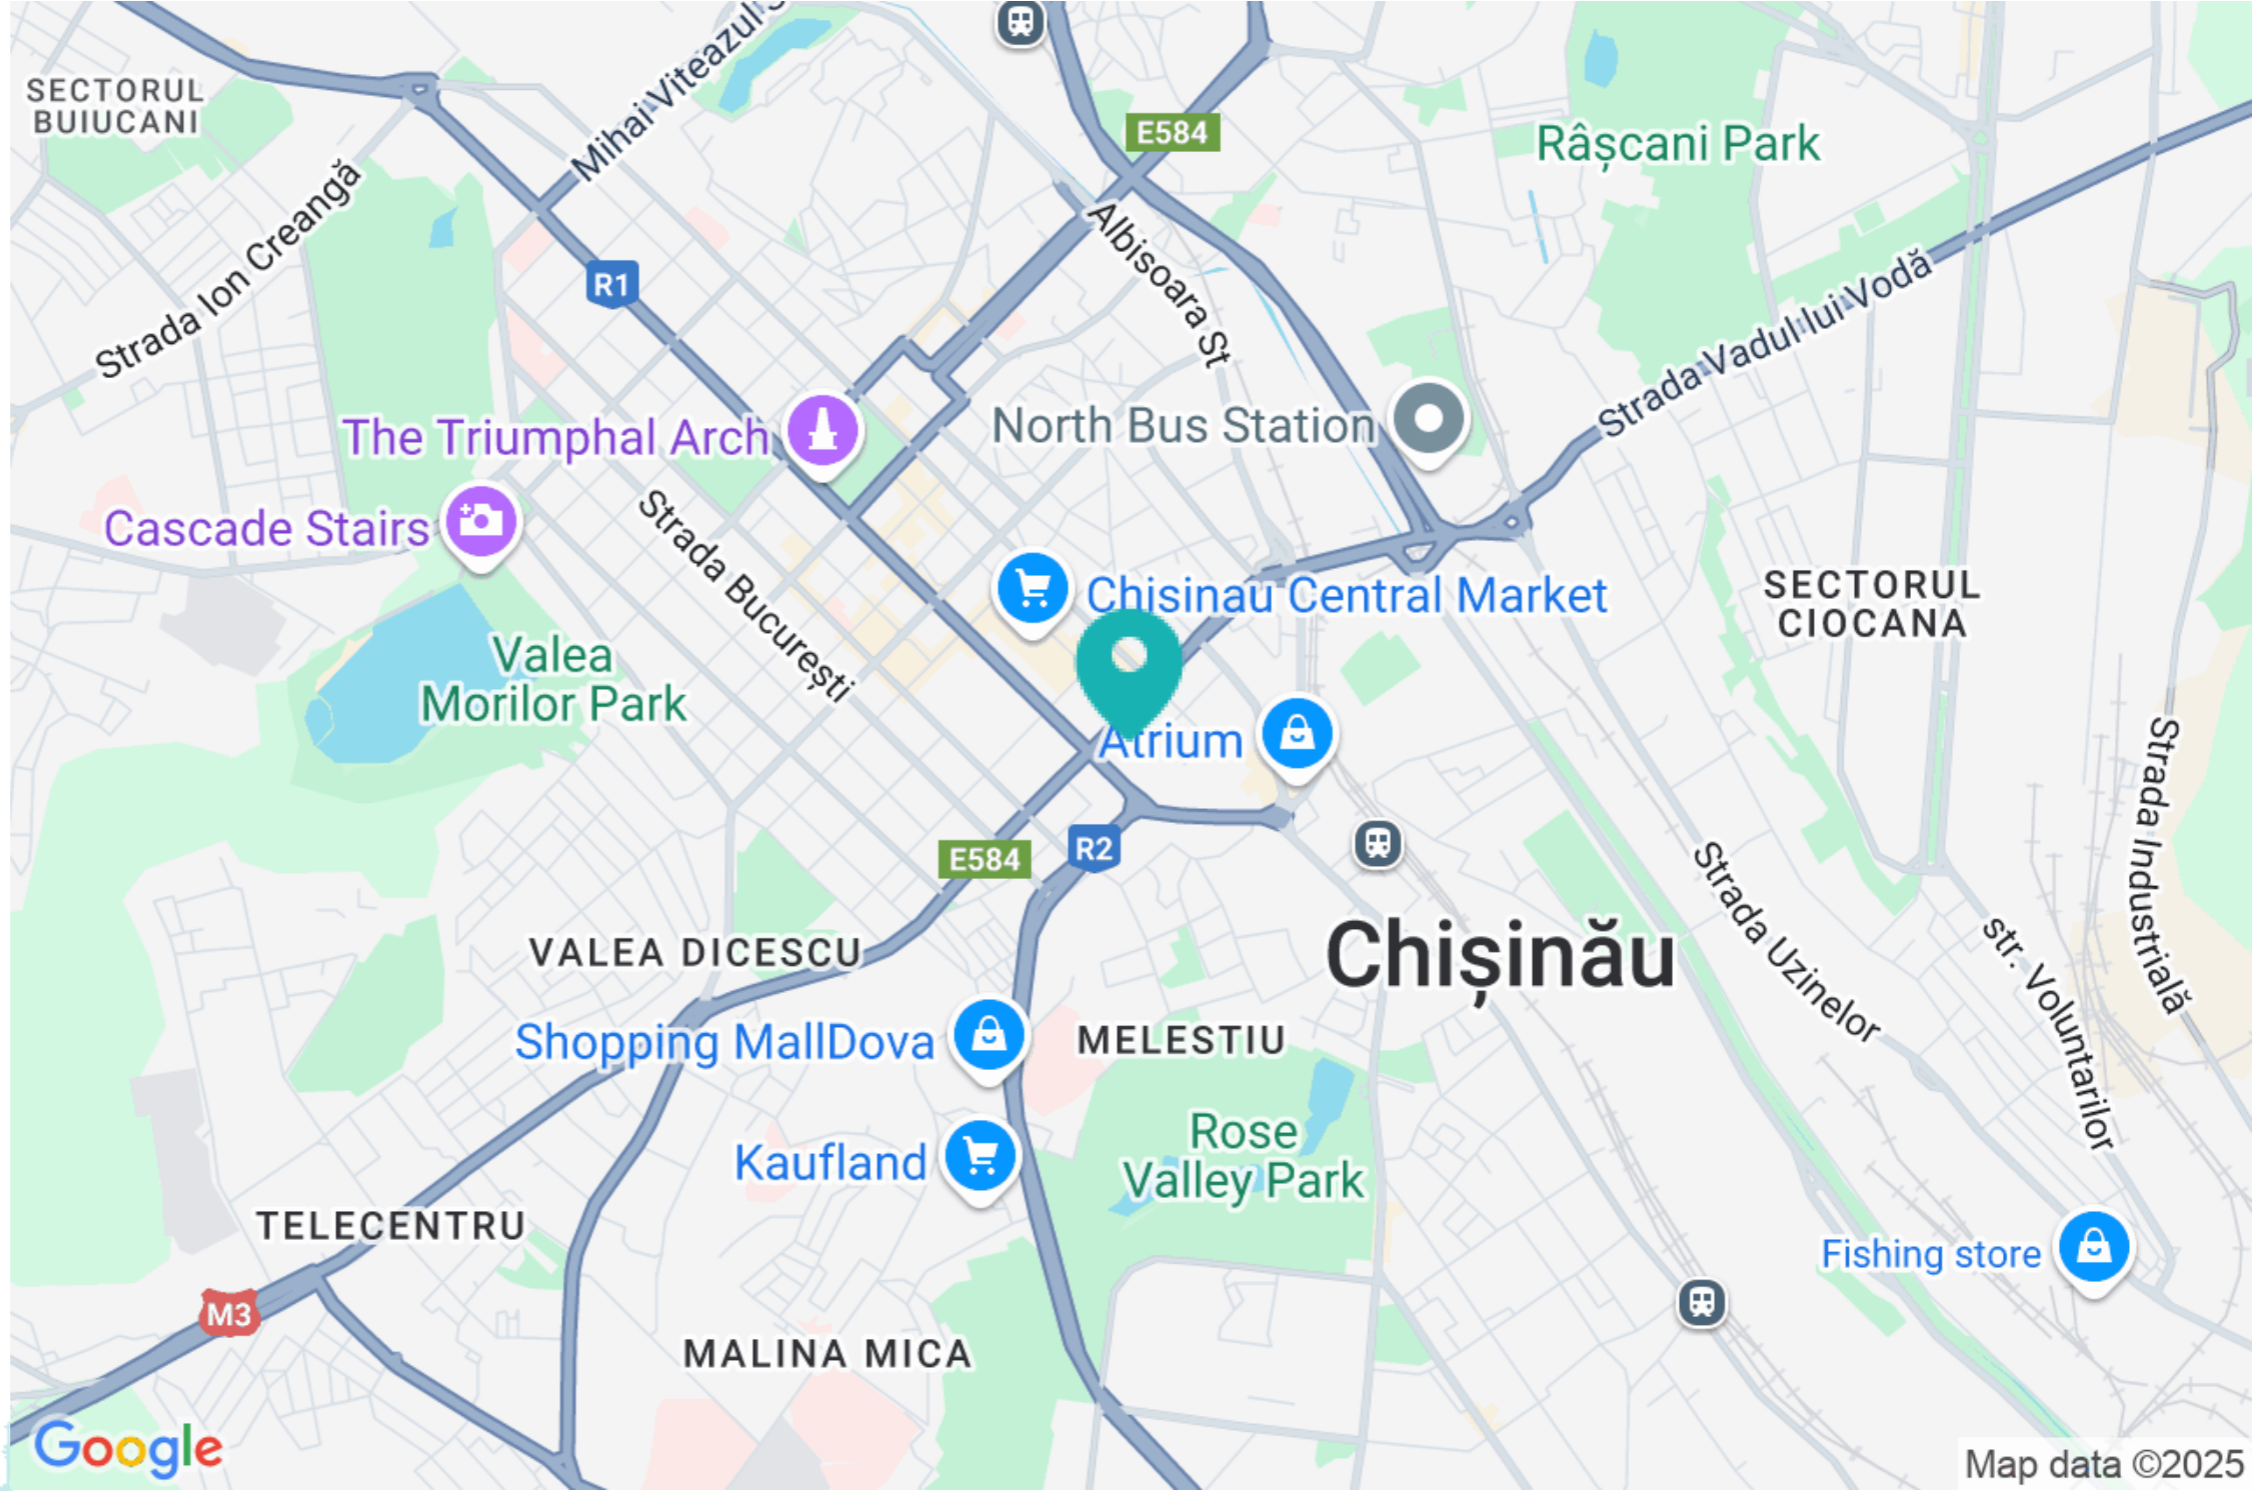 SECTORUL
BUIUCANI
Mihai Viteazul
E584
Râșcani Park
Strada Ion Creangă
Albisoara St
R1
Strada Vadul lui Vodă
The Triumphal Arch
North Bus Station
Cascade Stairs
Strada București
Chisinau Central Market
SECTORUL
CIOCANA
Valea
Morilor Park
Atrium
Strada Industrială
E584
R2
Strada Uzinelor
VALEA DICESCU
Chișinău
str. Voluntarilor
Shopping MallDova
MELESTIU
Rose
Valley Park
Kaufland
TELECENTRU
Fishing store
M3
MALINA MICA
Google
Map data ©2025